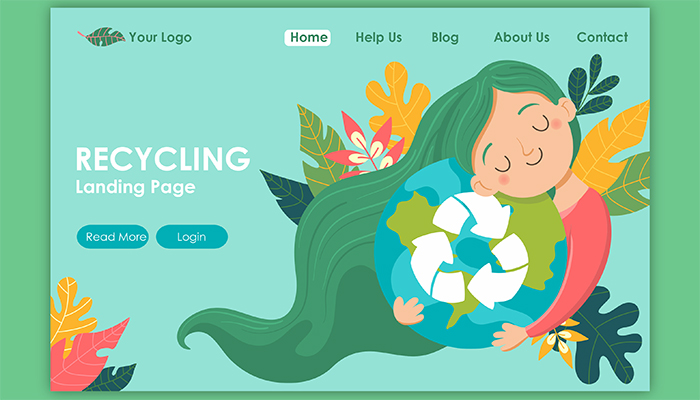 Your Logo
Home
Help Us
Blog
About Us
Contact
RECYCLING
Landing Page
Read More
Login